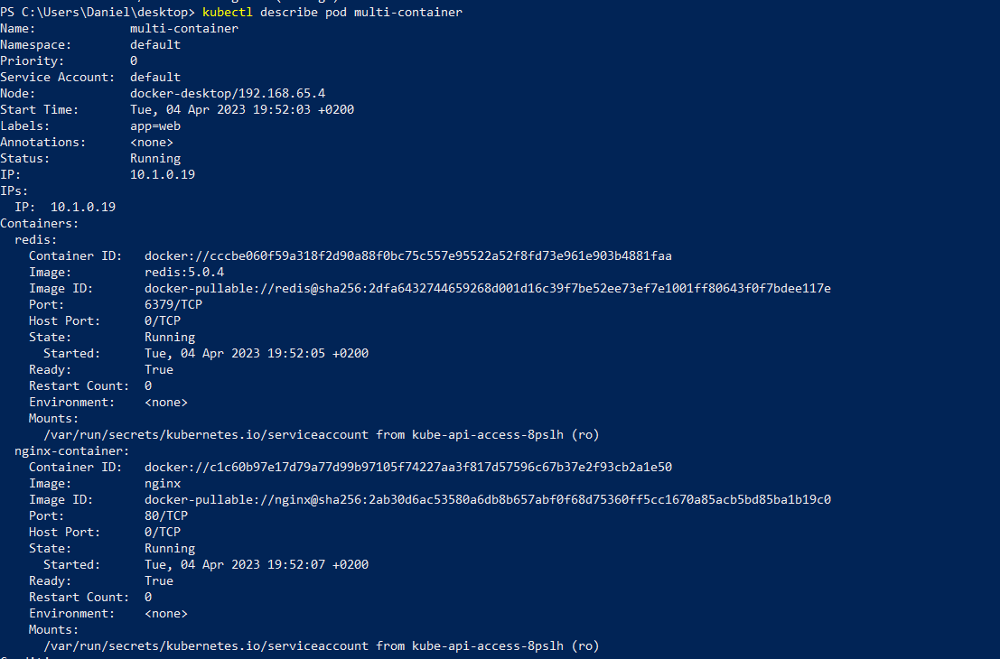 PS C:\Users\Daniel\desktop> kubectl describe pod multi-container
Name:             multi-container
Namespace:        default
Priority:         0
Service Account:  default
Node:             docker-desktop/192.168.65.4
Start Time:       Tue, 04 Apr 2023 19:52:03 +0200
Labels:           app=web
Annotations:      <none>
Status:           Running
IP:               10.1.0.19
IPs:
  IP:  10.1.0.19
Containers:
  redis:
    Container ID:   docker://cccbe060f59a318f2d90a88f0bc75c557e95522a52f8fd73e961e903b4881faa
    Image:          redis:5.0.4
    Image ID:       docker-pullable://redis@sha256:2dfa6432744659268d001d16c39f7be52ee73ef7e1001ff80643f0f7bdee117e
    Port:           6379/TCP
    Host Port:      0/TCP
    State:          Running
      Started:      Tue, 04 Apr 2023 19:52:05 +0200
    Ready:          True
    Restart Count:  0
    Environment:    <none>
    Mounts:
      /var/run/secrets/kubernetes.io/serviceaccount from kube-api-access-8pslh (ro)
  nginx-container:
    Container ID:   docker://c1c60b97e17d79a77d99b97105f74227aa3f817d57596c67b37e2f93cb2a1e50
    Image:          nginx
    Image ID:       docker-pullable://nginx@sha256:2ab30d6ac53580a6db8b657abf0f68d75360ff5cc1670a85acb5bd85ba1b19c0
    Port:           80/TCP
    Host Port:      0/TCP
    State:          Running
      Started:      Tue, 04 Apr 2023 19:52:07 +0200
    Ready:          True
    Restart Count:  0
    Environment:    <none>
    Mounts:
      /var/run/secrets/kubernetes.io/serviceaccount from kube-api-access-8pslh (ro)